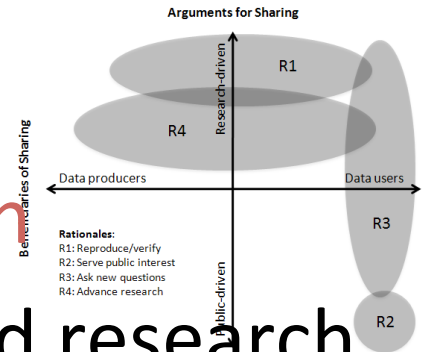 Arguments for Sharing
Research-driven
R1
R4
Beneficiaries of Sharing
Data producers
Data users
n
R3
Rationales:
R1: Reproduce/verify
R2: Serve public interest
R3: Ask new questions
R4: Advance research
Public-driven
R2
d research